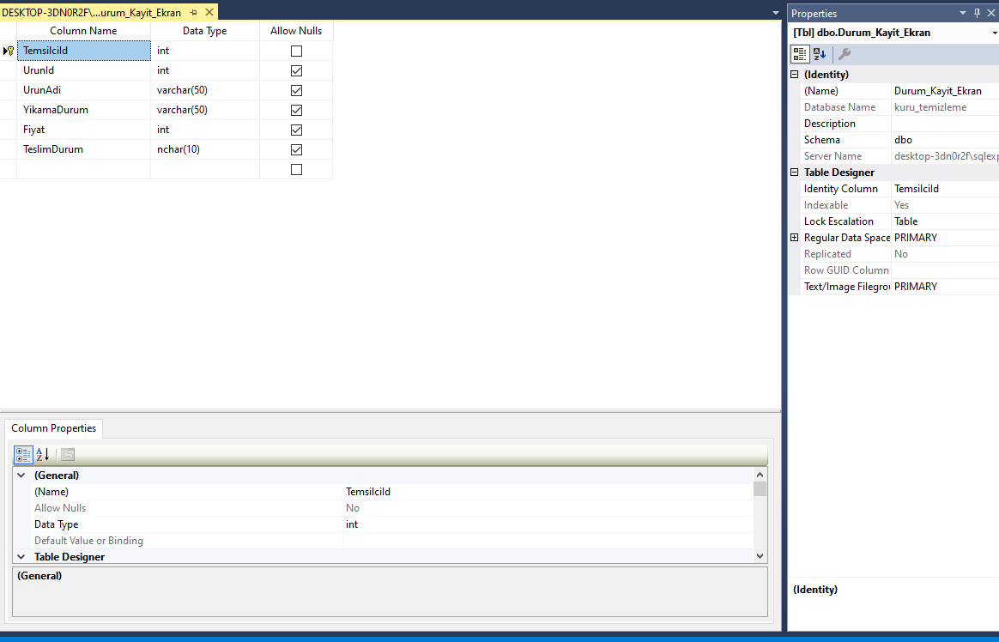 DESKTOP-3DN0R2F\...urum_Kayit_Ekran
Column Name Data Type Allow Nulls
TemsilciId int
UrunId int
UrunAdi varchar(50)
YikamaDurum varchar(50)
Fiyat int
TeslimDurum nchar(10)
Column Properties
(General)
(Name) TemsilciId
Allow Nulls No
Data Type int
Default Value or Binding
Table Designer
(General)
Properties
[Tbl] dbo.Durum_Kayit_Ekran
(Identity)
(Name) Durum_Kayit_Ekran
Database Name kuru_temizleme
Description
Schema dbo
Server Name desktop-3dn0r2f\sqlexp
Table Designer
Identity Column TemsilciId
Indexable Yes
Lock Escalation Table
Regular Data Space PRIMARY
Replicated No
Row GUID Column
Text/Image Filegrou PRIMARY
(Identity)